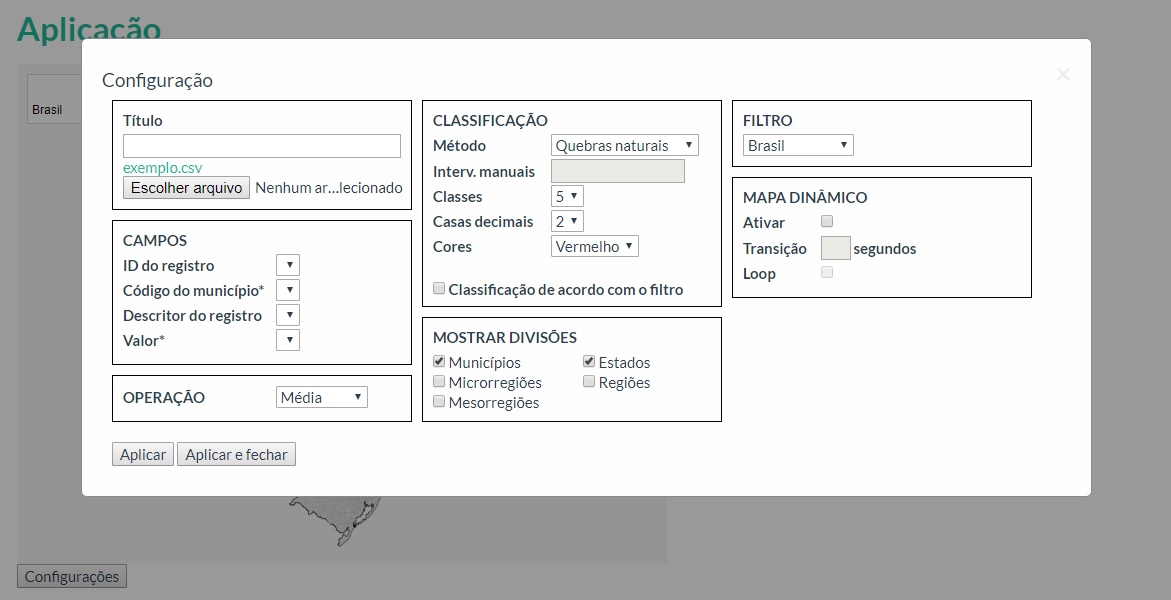 Aplicação
Brasil
Configuração
×
Título
exemplo.csv
Escolher arquivo Nenhum ar...lecionado
CAMPOS
ID do registro
Código do município*
Descritor do registro
Valor*
OPERAÇÃO Média
CLASSIFICAÇÃO
Método Quebras naturais
Interv. manuais
Classes 5
Casas decimais 2
Cores Vermelho
Classificação de acordo com o filtro
MOSTRAR DIVISÕES
Municípios Estados
Microrregiões Regiões
Mesorregiões
FILTRO
Brasil
MAPA DINÂMICO
Ativar
Transição segundos
Loop
Aplicar Aplicar e fechar
Configurações